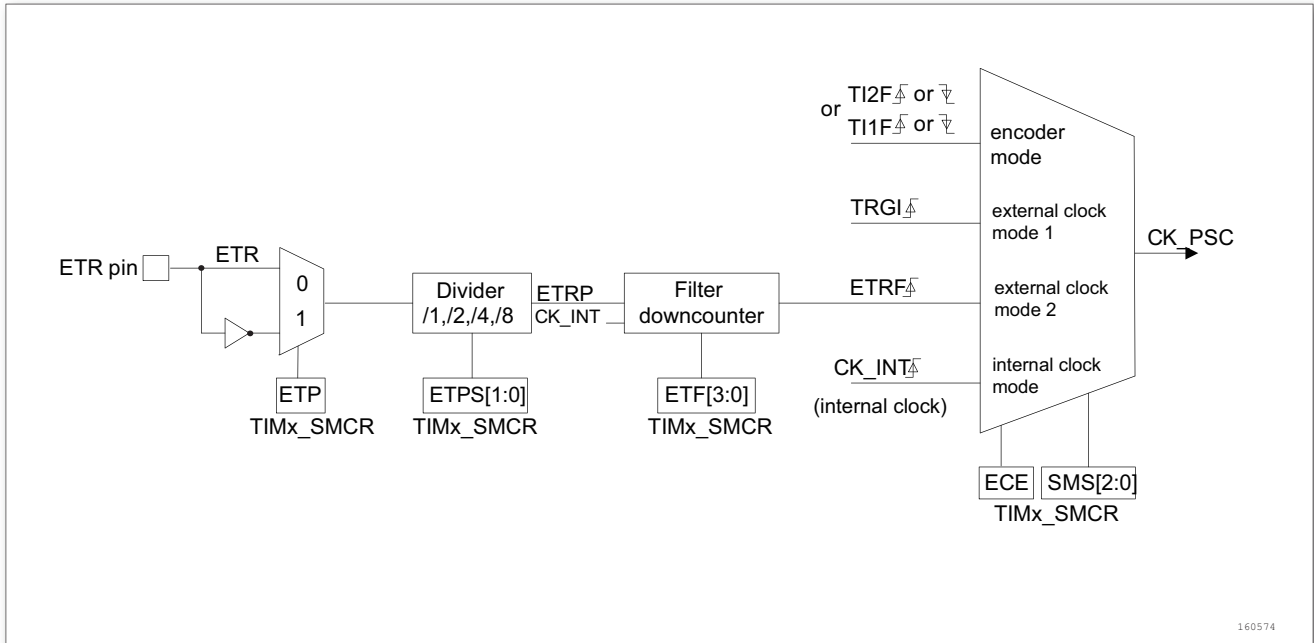 TI2F or
or
TI1F or
encoder
mode
TRGI
external clock
mode 1
CK_PSC
ETR pin
ETR
0
1
Divider
/1,/2,/4,/8
ETRP
CK_INT
Filter
downcounter
ETRF
external clock
mode 2
CK_INT
internal clock
mode
(internal clock)
ETP
TIMx_SMCR
ETPS[1:0]
TIMx_SMCR
ETF[3:0]
TIMx_SMCR
ECE
SMS[2:0]
TIMx_SMCR
160574